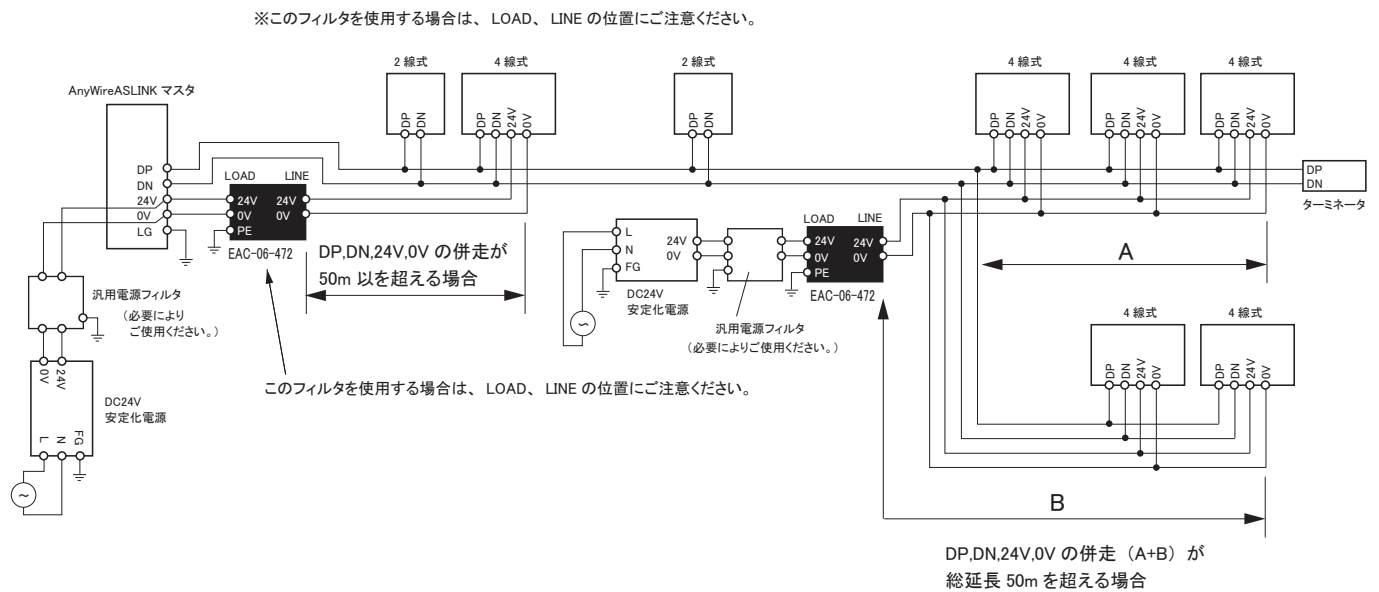 ※このフィルタを使用する場合は、LOAD、LINE の位置にご注意ください。
2 線式
4 線式
2 線式
4 線式
4 線式
4 線式
AnyWireASLINK マスタ
DP
DN
DP
DN
24V
0V
DP
DN
DP
DN
24V
0V
DP
DN
24V
0V
DP
DN
24V
0V
DP
DN
24V
0V
LG
LOAD
LINE
24V
0V
PE
24V
0V
EAC-06-472
DP
DN
ターミネータ
DP,DN,24V,0V の併走が
50m 以を超える場合
L
N
FG
24V
0V
DC24V
安定化電源
汎用電源フィルタ
（必要によりご使用ください。）
LOAD
LINE
24V
0V
PE
24V
0V
EAC-06-472
A
汎用電源フィルタ
（必要により
ご使用ください。）
4 線式
4 線式
DP
DN
24V
0V
DP
DN
24V
0V
0V
24V
L
N
FG
DC24V
安定化電源
このフィルタを使用する場合は、LOAD、LINE の位置にご注意ください。
B
DP,DN,24V,0V の併走（A+B）が
総延長 50m を超える場合